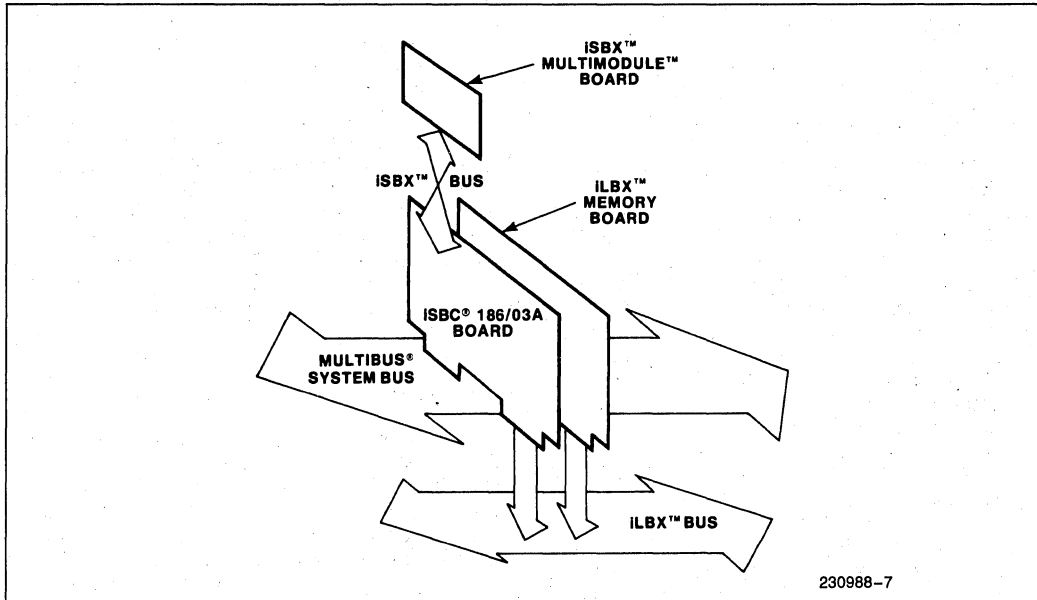 iSBX™
MULTIMODULE™
BOARD
iSBX™ BUS
iLBX™
MEMORY
BOARD
iSBC® 186/03A
BOARD
MULTIBUS®
SYSTEM BUS
iLBX™ BUS
230988-7